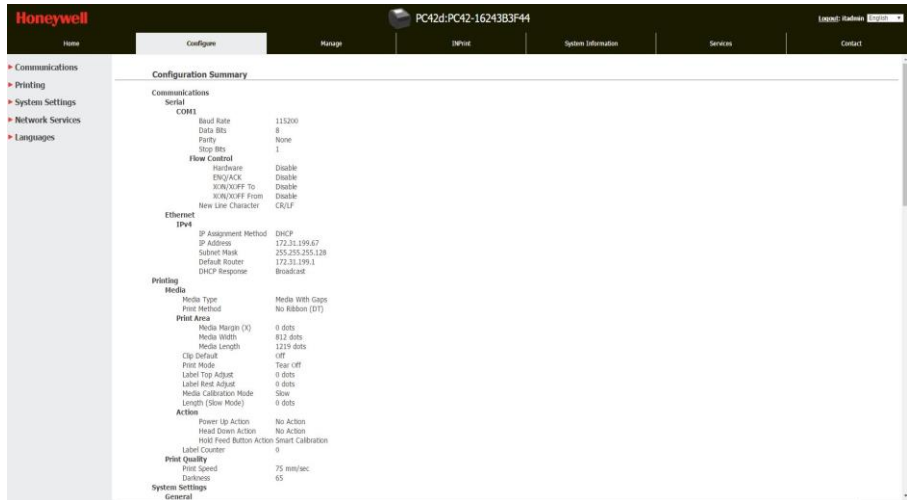 Honeywell
PC42d:PC42-16243B3F44
Logout: itadmin English
Home Configure Manage INPrint System Information Services Contact
Communications
Printing
System Settings
Network Services
Languages
Configuration Summary
Communications
Serial
COM1
Baud Rate 115200
Data Bits 8
Parity None
Stop Bits 1
Flow Control
Hardware Disable
ENQ/ACK Disable
XON/XOFF To Disable
XON/XOFF From Disable
New Line Character CR/LF
Ethernet
IPv4
IP Assignment Method DHCP
IP Address 172.31.199.67
Subnet Mask 255.255.255.128
Default Router 172.31.199.1
DHCP Response Broadcast
Printing
Media
Media Type Media With Gaps
Print Method No Ribbon (DT)
Print Area
Media Margin (X) 0 dots
Media Width 812 dots
Media Length 1219 dots
Clip Default Off
Print Mode Tear Off
Label Top Adjust 0 dots
Label Rest Adjust 0 dots
Media Calibration Mode Slow
Length (Slow Mode) 0 dots
Action
Power Up Action No Action
Head Down Action No Action
Hold Feed Button Action Smart Calibration
Label Counter 0
Print Quality
Print Speed 75 mm/sec
Darkness 65
System Settings
General